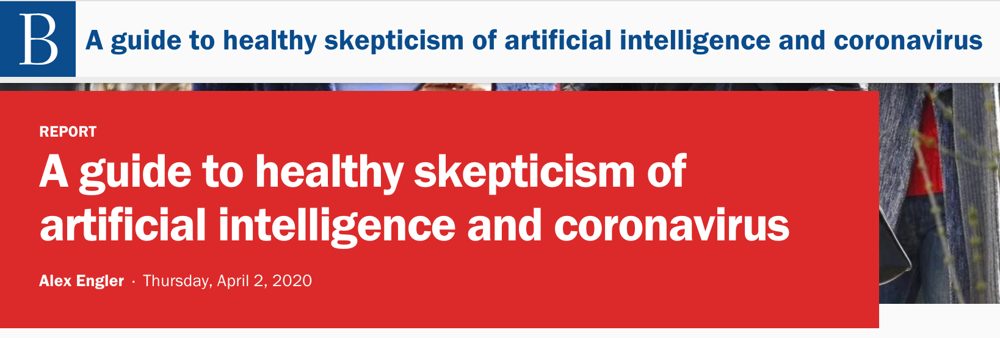 B
A guide to healthy skepticism of artificial intelligence and coronavirus
REPORT
A guide to healthy skepticism of
artificial intelligence and coronavirus
Alex Engler · Thursday, April 2, 2020